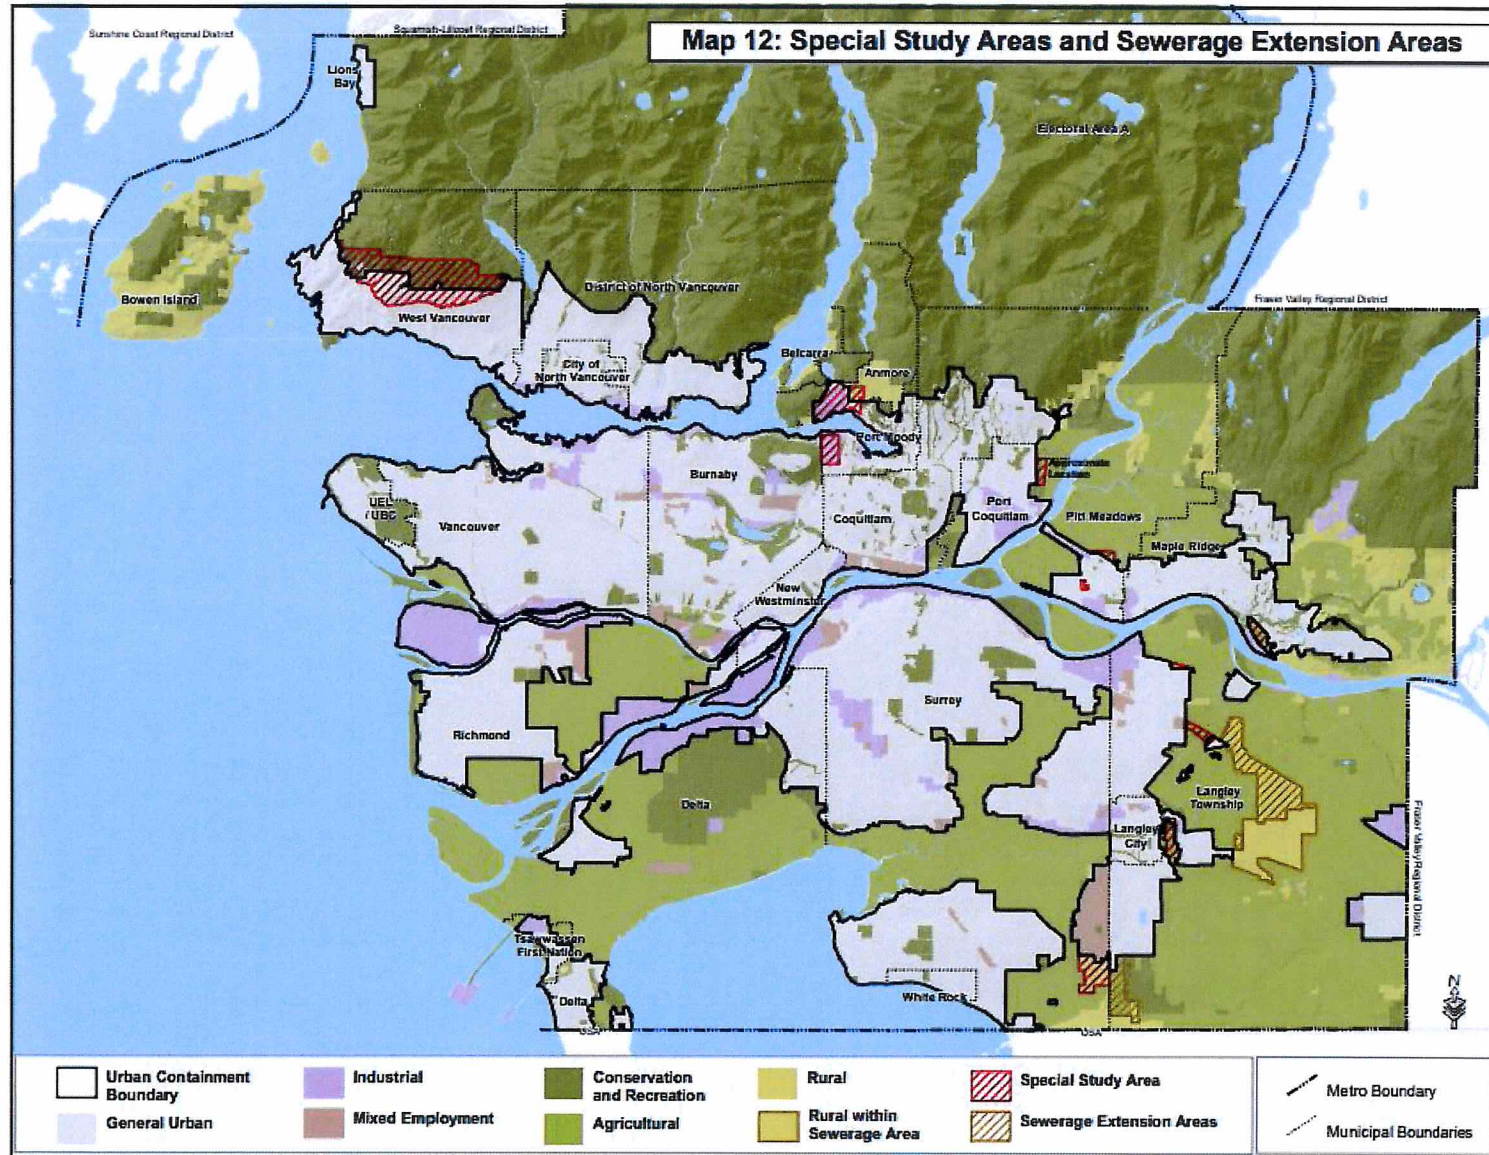 Map 12: Special Study Areas and Sewerage Extension Areas
Sunshine Coast Regional District
Squamish-Lillooet Regional District
Lions
Bay
Electoral Area A
Bowen Island
West Vancouver
District of North Vancouver
Fraser Valley Regional District
City of
North Vancouver
Belcarra
Anmore
Port Moody
Burnaby
Approximate
Location
UEL
/ UBC
Vancouver
Coquitlam
Port
Coquitlam
Pitt Meadows
Maple Ridge
New
Westminster
Richmond
Surrey
Delta
Langley
Township
Langley
City
Fraser Valley Regional District
Tsawwassen
First Nation
Delta
White Rock
N
USA
USA
Urban Containment
Boundary
General Urban
Industrial
Mixed Employment
Conservation
and Recreation
Agricultural
Rural
Rural within
Sewerage Area
Special Study Area
Sewerage Extension Areas
Metro Boundary
Municipal Boundaries